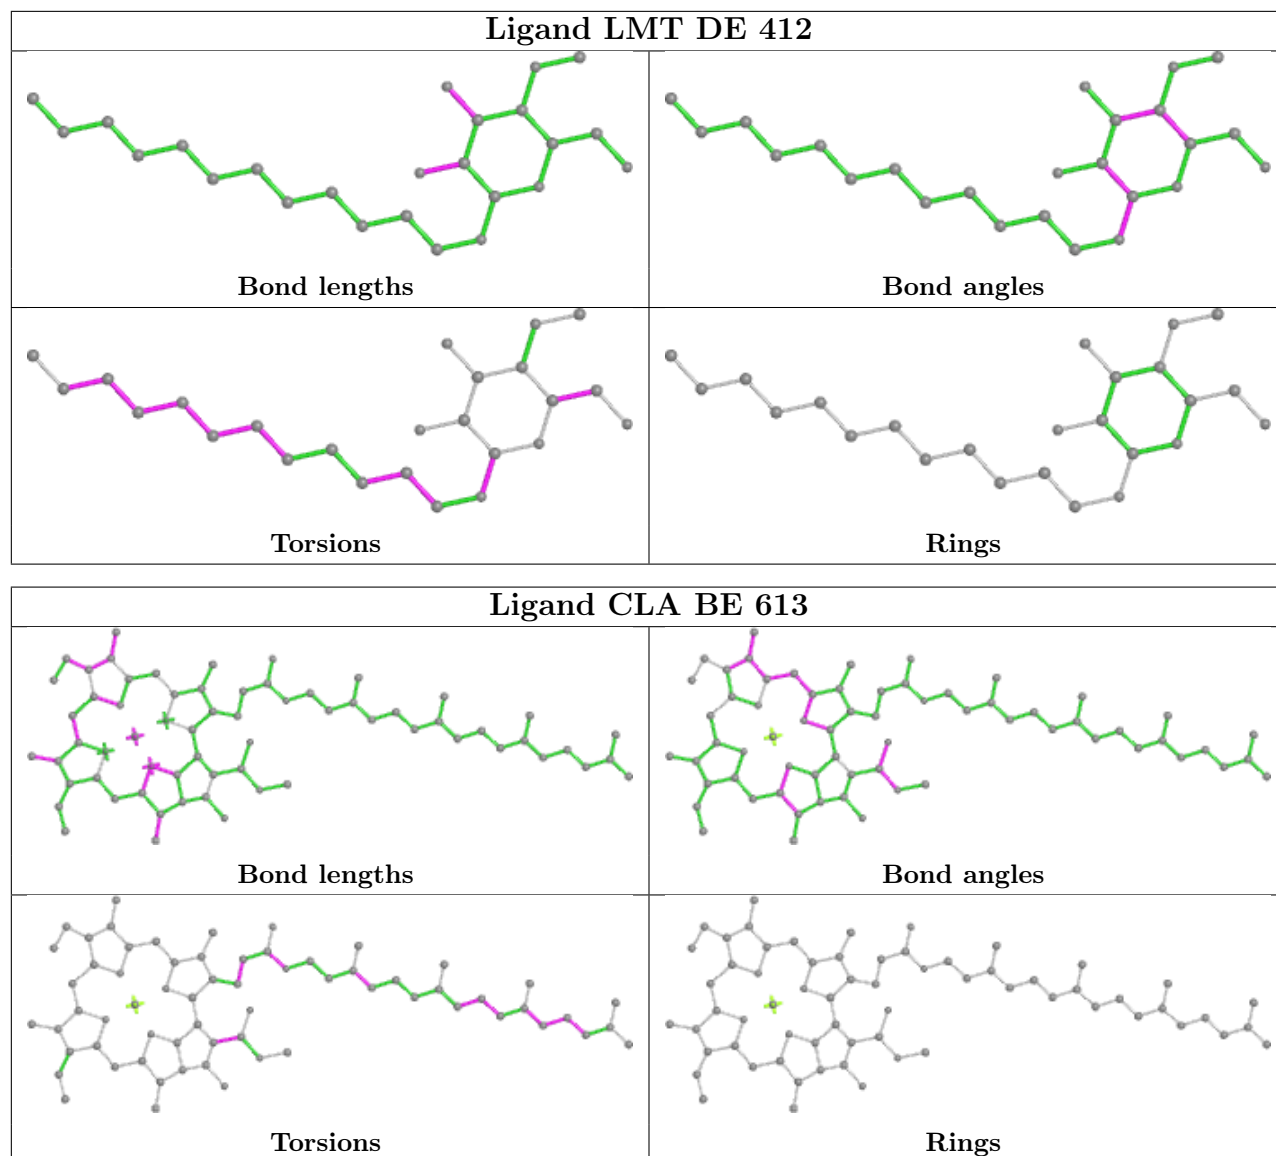 Ligand LMT DE 412
Bond lengths
Bond angles
Torsions
Rings
Ligand CLA BE 613
Bond lengths
Bond angles
Torsions
Rings